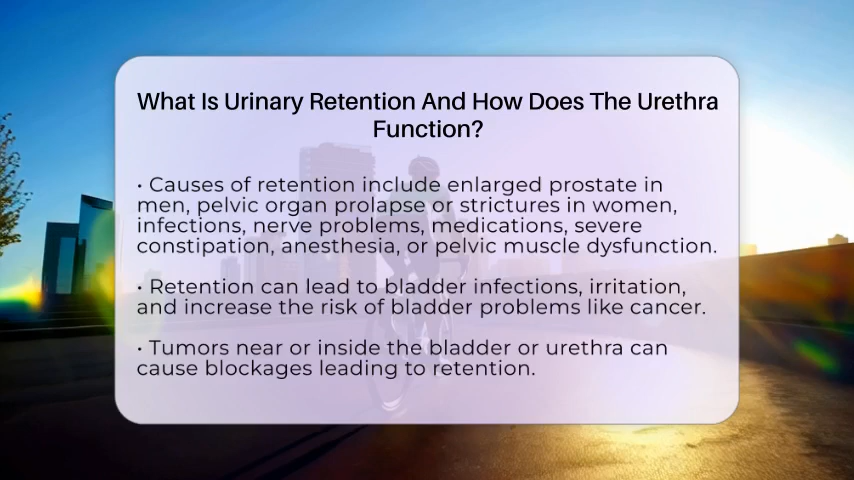 What Is Urinary Retention And How Does The Urethra
Function?
• Causes of retention include enlarged prostate in
men, pelvic organ prolapse or strictures in women,
infections, nerve problems, medications, severe
constipation, anesthesia, or pelvic muscle dysfunction.
• Retention can lead to bladder infections, irritation,
and increase the risk of bladder problems like cancer.
• Tumors near or inside the bladder or urethra can
cause blockages leading to retention.